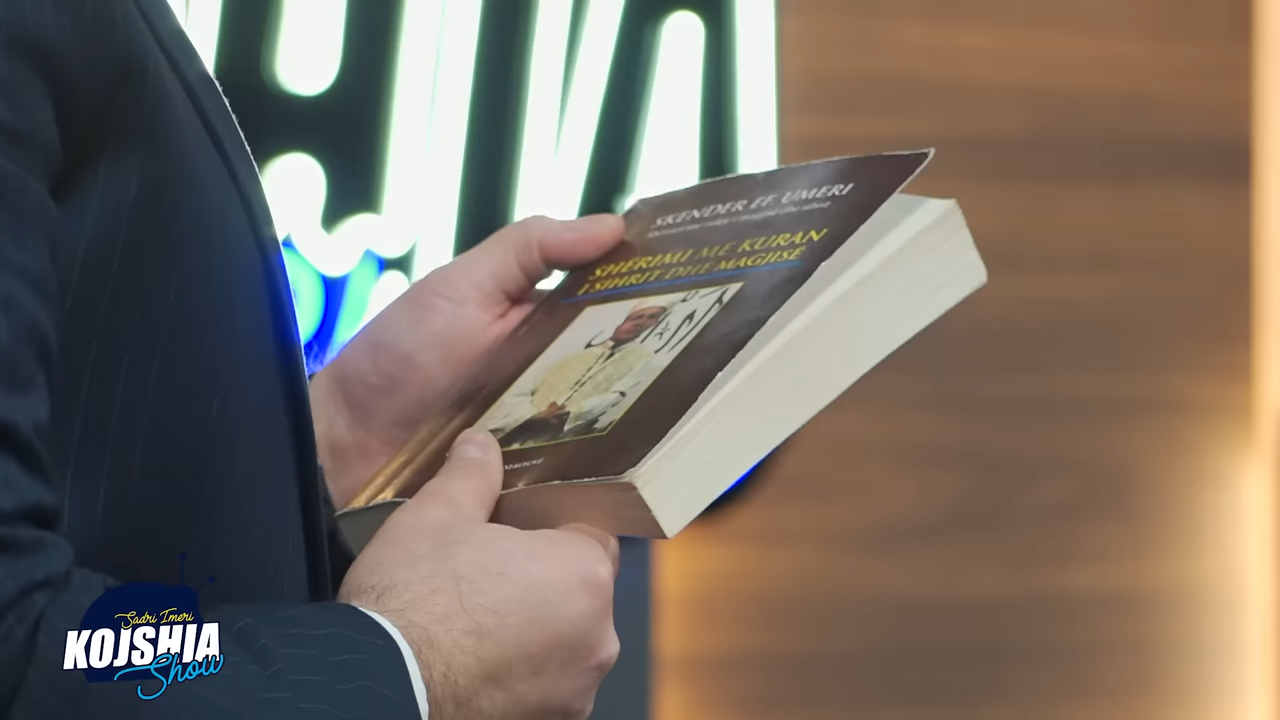 SKENDER EF. UMERI
SHËRIMI ME KURAN
I SIHRIT DHE MAGJISË
Sadri Imeri
KOJSHIA
Show